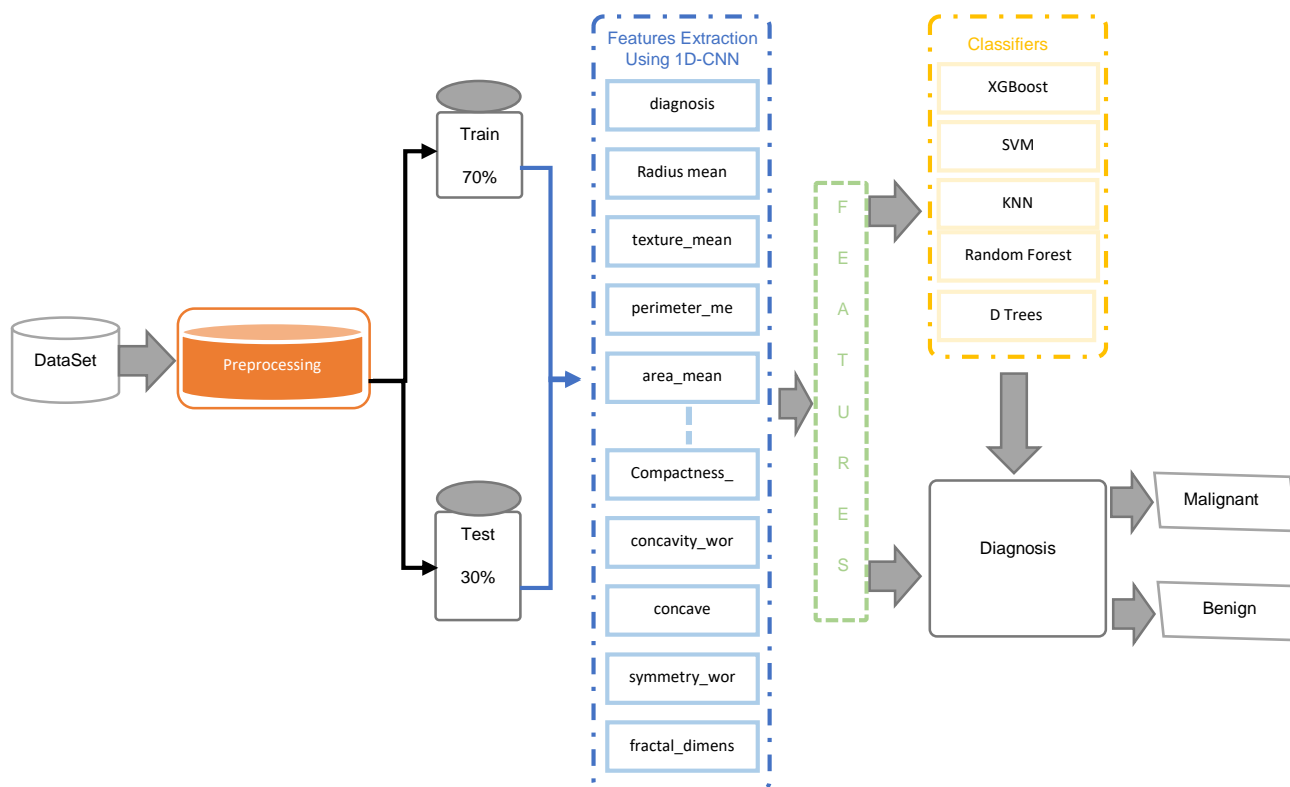 DataSet
Preprocessing
Train
70%
Test
30%
Features Extraction
Using 1D-CNN
diagnosis
Radius mean
texture_mean
perimeter_me
area_mean
Compactness_
concavity_wor
concave
symmetry_wor
fractal_dimens
F
E
A
T
U
R
E
S
Classifiers
XGBoost
SVM
KNN
Random Forest
D Trees
Diagnosis
Malignant
Benign